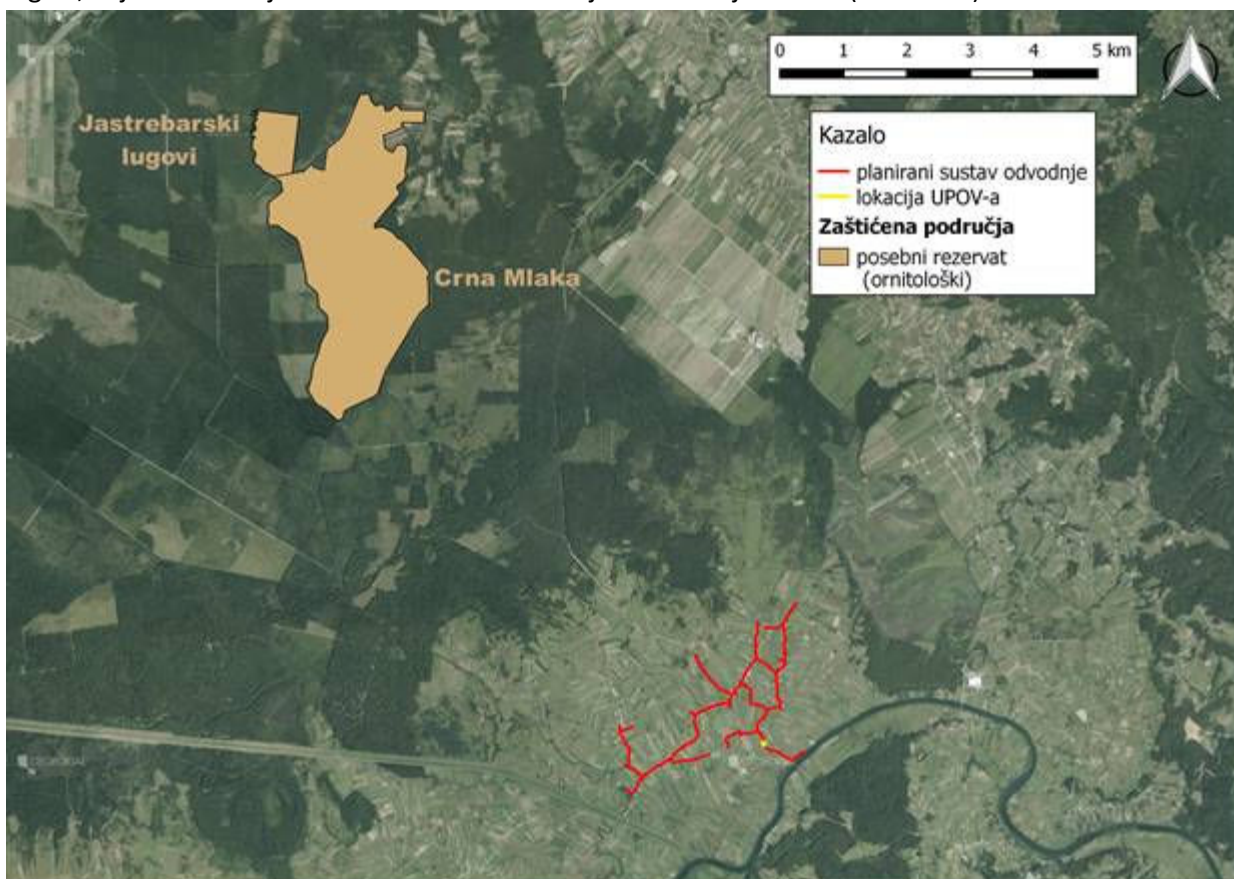 0 1 2 3 4 5 km
Kazalo
planirani sustav odvodnje
lokacija UPOV-a
Zaštićena područja
posebni rezervat
(ornitološki)
Jastrebarski
lugovi
Crna Mlaka